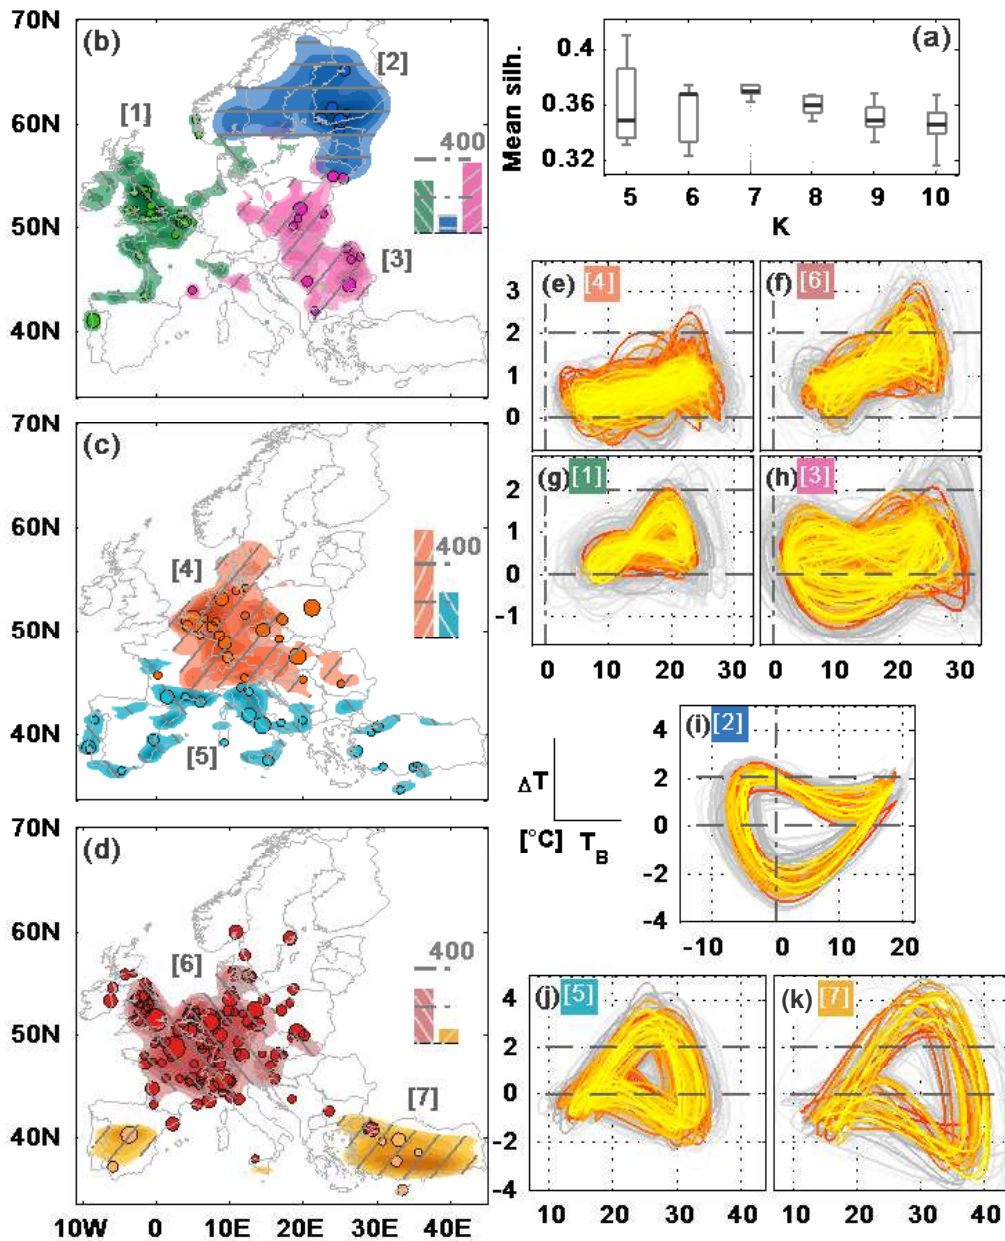 70N
(b)
[2]
[1]
60N
400
50N
[3]
40N
Mean silh.
0.4
0.36
0.32
(a)
5 6 7 8 9 10
K
70N
(c)
60N
[4]
400
50N
40N
[5]
70N
(d)
60N
[6]
400
50N
[7]
40N
10W 0 10E 20E 30E 40E
(e) [4]
3
2
1
0
(f) [6]
(g) [1]
2
1
0
-1
0 10 20 30
(h) [3]
0 10 20 30
ΔT
[°C] T_B
(i) [2]
4
2
0
-2
-4
-10 0 10 20
(j) [5]
4
2
0
-2
-4
10 20 30 40
(k) [7]
10 20 30 40